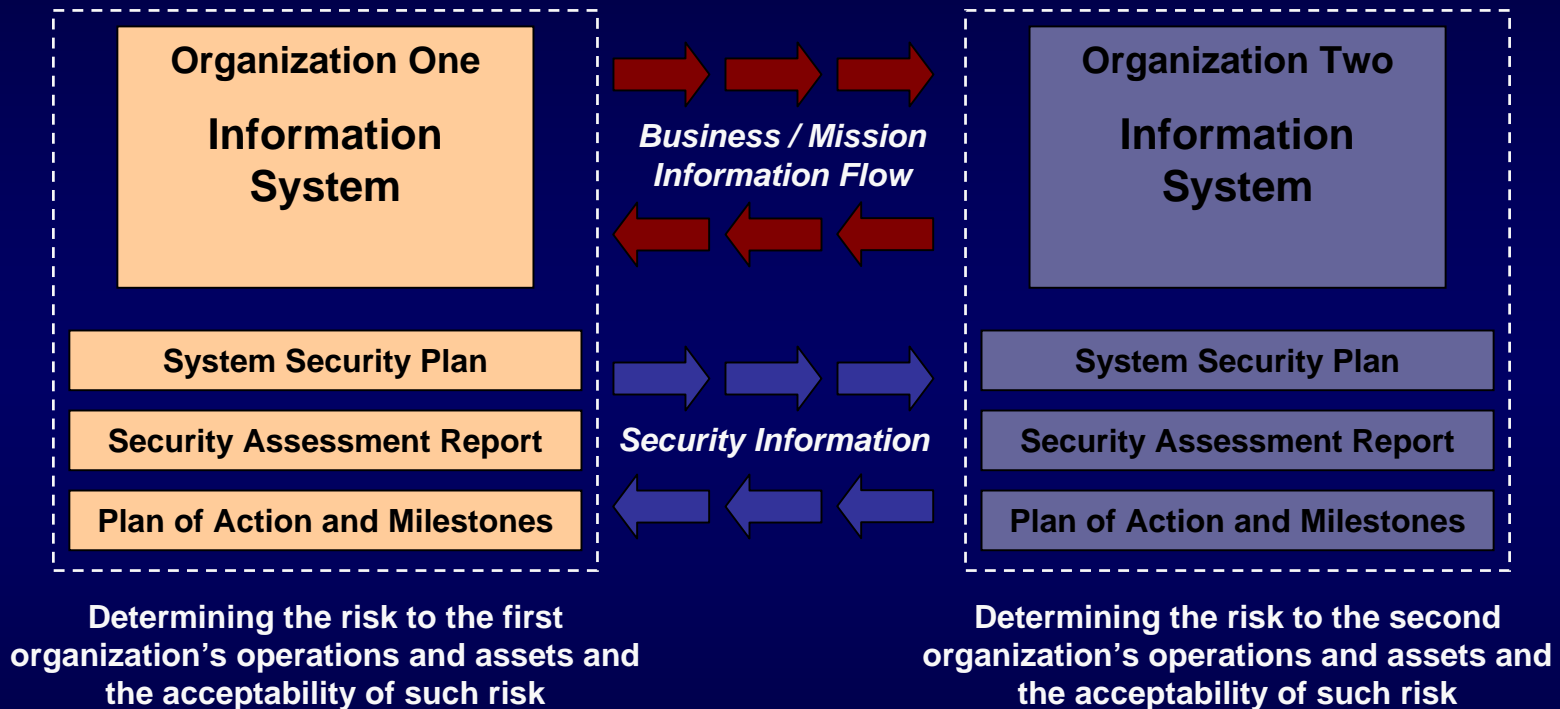 Organization One
Information
System
System Security Plan
Security Assessment Report
Plan of Action and Milestones
Determining the risk to the first
organization’s operations and assets and
the acceptability of such risk
Business / Mission
Information Flow
Security Information
Organization Two
Information
System
System Security Plan
Security Assessment Report
Plan of Action and Milestones
Determining the risk to the second
organization’s operations and assets and
the acceptability of such risk